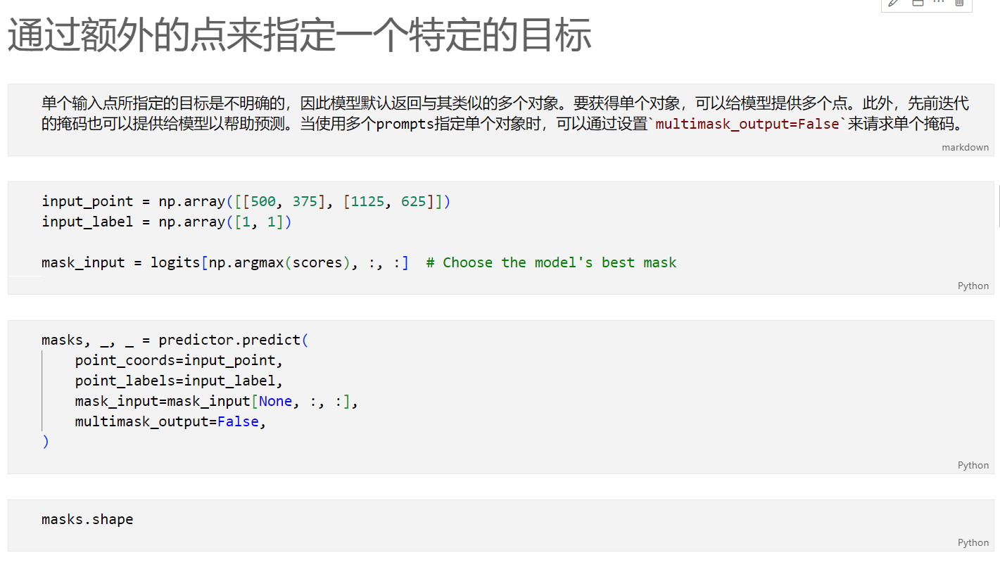 通过额外的点来指定一个特定的目标
单个输入点所指定的目标是不明确的，因此模型默认返回与其类似的多个对象。要获得单个对象，可以给模型提供多个点。此外，先前迭代
的掩码也可以提供给模型以帮助预测。当使用多个prompts指定单个对象时，可以通过设置`multimask_output=False`来请求单个掩码。
markdown
input_point = np.array([[500, 375], [1125, 625]])
input_label = np.array([1, 1])
mask_input = logits[np.argmax(scores), :, :]  # Choose the model's best mask
Python
masks, _, _ = predictor.predict(
    point_coords=input_point,
    point_labels=input_label,
    mask_input=mask_input[None, :, :],
    multimask_output=False,
)
Python
masks.shape
Python